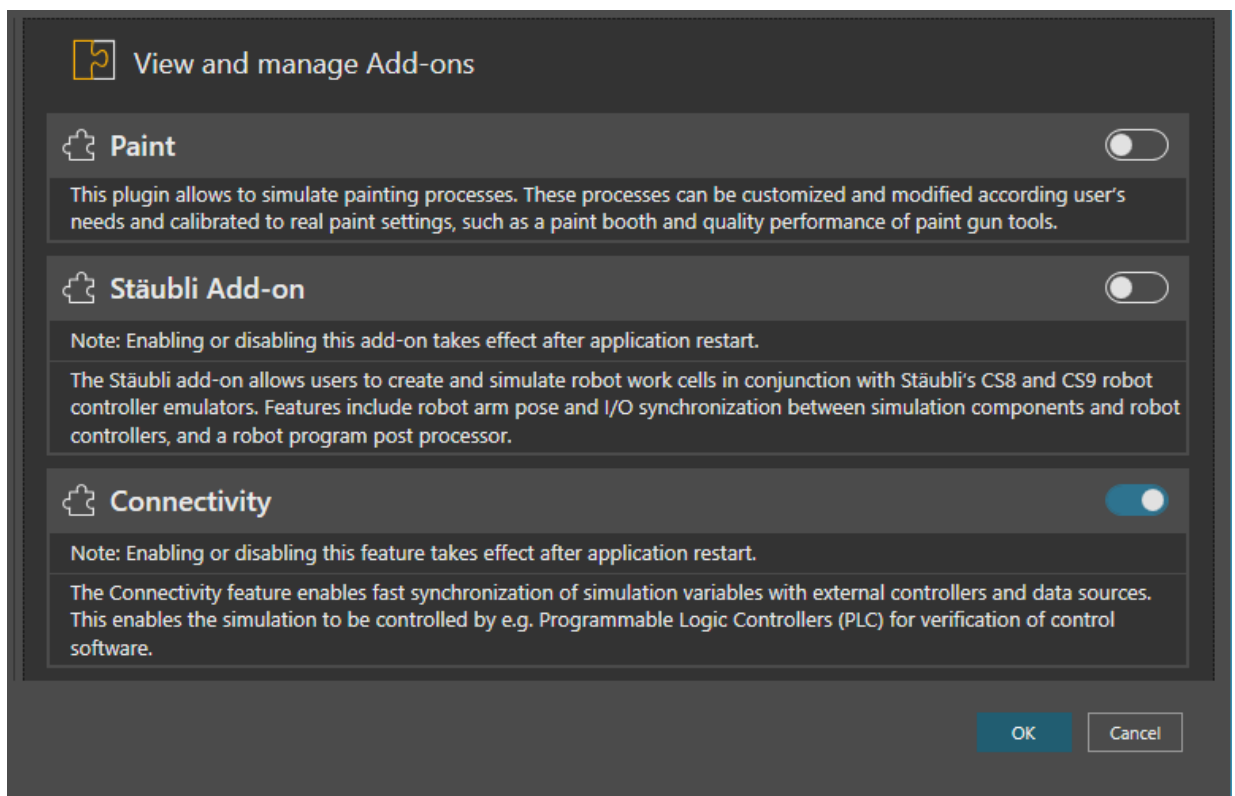 View and manage Add-ons
Paint
This plugin allows to simulate painting processes. These processes can be customized and modified according user's
needs and calibrated to real paint settings, such as a paint booth and quality performance of paint gun tools.
Stäubli Add-on
Note: Enabling or disabling this add-on takes effect after application restart.
The Stäubli add-on allows users to create and simulate robot work cells in conjunction with Stäubli's CS8 and CS9 robot
controller emulators. Features include robot arm pose and I/O synchronization between simulation components and robot
controllers, and a robot program post processor.
Connectivity
Note: Enabling or disabling this feature takes effect after application restart.
The Connectivity feature enables fast synchronization of simulation variables with external controllers and data sources.
This enables the simulation to be controlled by e.g. Programmable Logic Controllers (PLC) for verification of control
software.
OK
Cancel